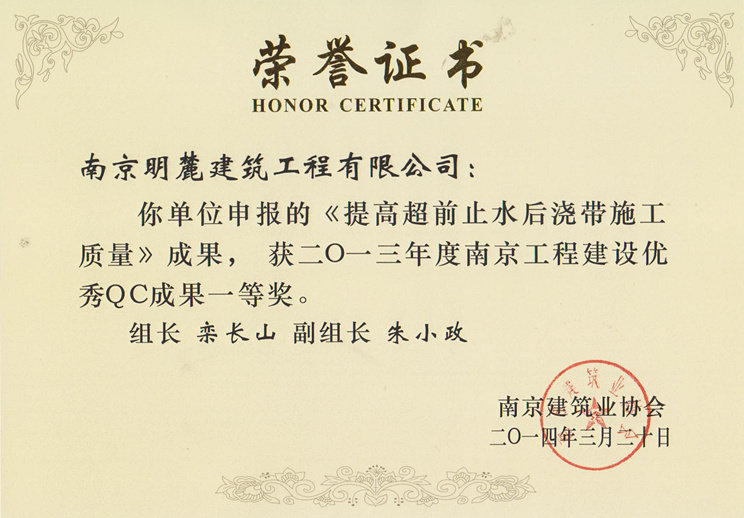 荣誉证书
HONOR CERTIFICATE
南京明麓建筑工程有限公司：
你单位申报的《提高超前止水后浇带施工
质量》成果， 获二〇一三年度南京工程建设优
秀QC成果一等奖。
组长 栾长山 副组长 朱小政
南京建筑业协会
二〇一四年三月二十日